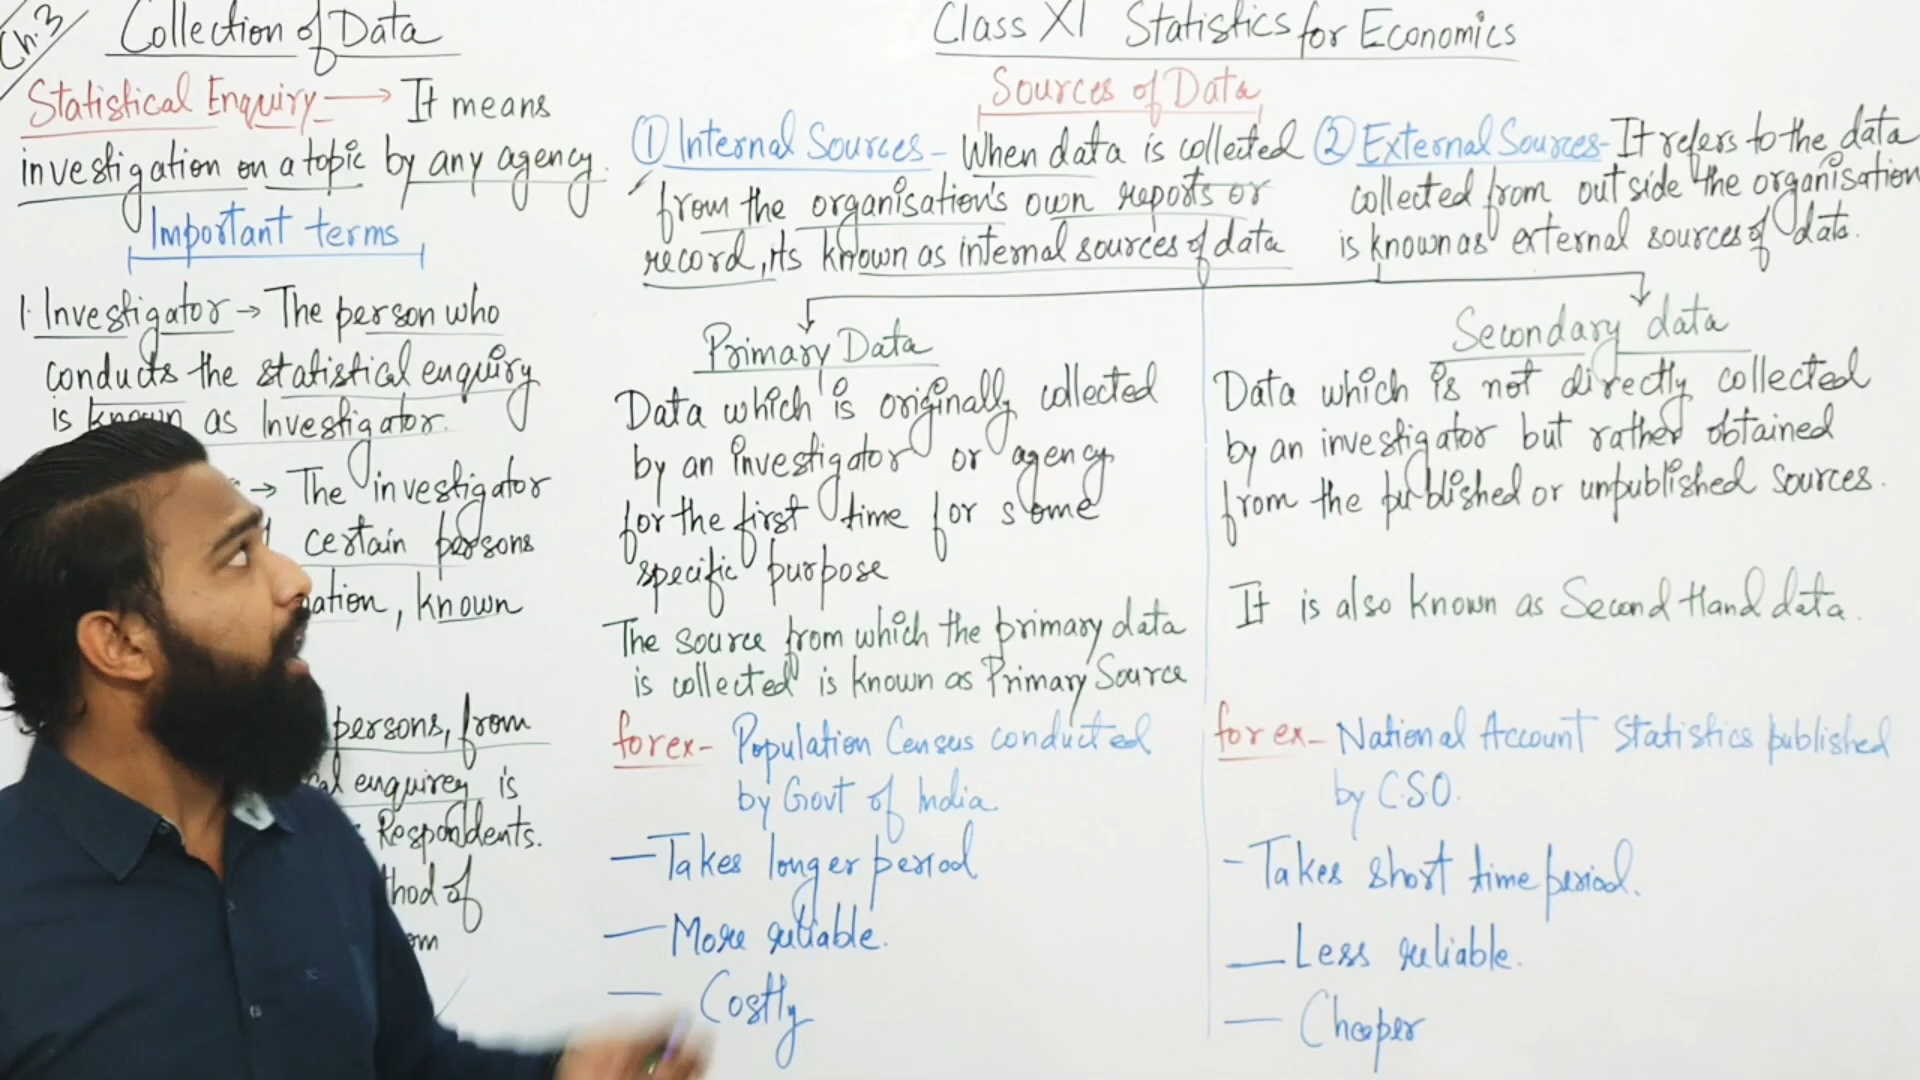 Ch.3
Collection of Data
Statistical Enquiry → It means
investigation on a topic by any agency.
Important terms
1. Investigator → The person who
conducts the statistical enquiry
is known as Investigator.
→ The investigator
certain persons
ation, known
persons, from
al enquirey is
Respondents.
hod of
om
Class XI Statistics for Economics
Sources of Data
① Internal Sources - When data is collected
from the organisation's own reports or
record, its known as internal sources of data
② External Sources - It refers to the data
collected from out side the organisation
is known as external sources of data.
Primary Data
Data which is originally collected
by an investigator or agency
for the first time for some
specific purpose
The source from which the primary data
is collected is known as Primary Source
for ex - Population Census conducted
by Govt of India
— Takes longer period
— More reliable.
— Costly
Secondary data
Data which is not directly collected
by an investigator but rather obtained
from the published or unpublished sources.
It is also known as Second Hand data.
for ex - National Account Statistics published
by C.S.O.
- Takes short time period.
— Less reliable.
— Cheaper